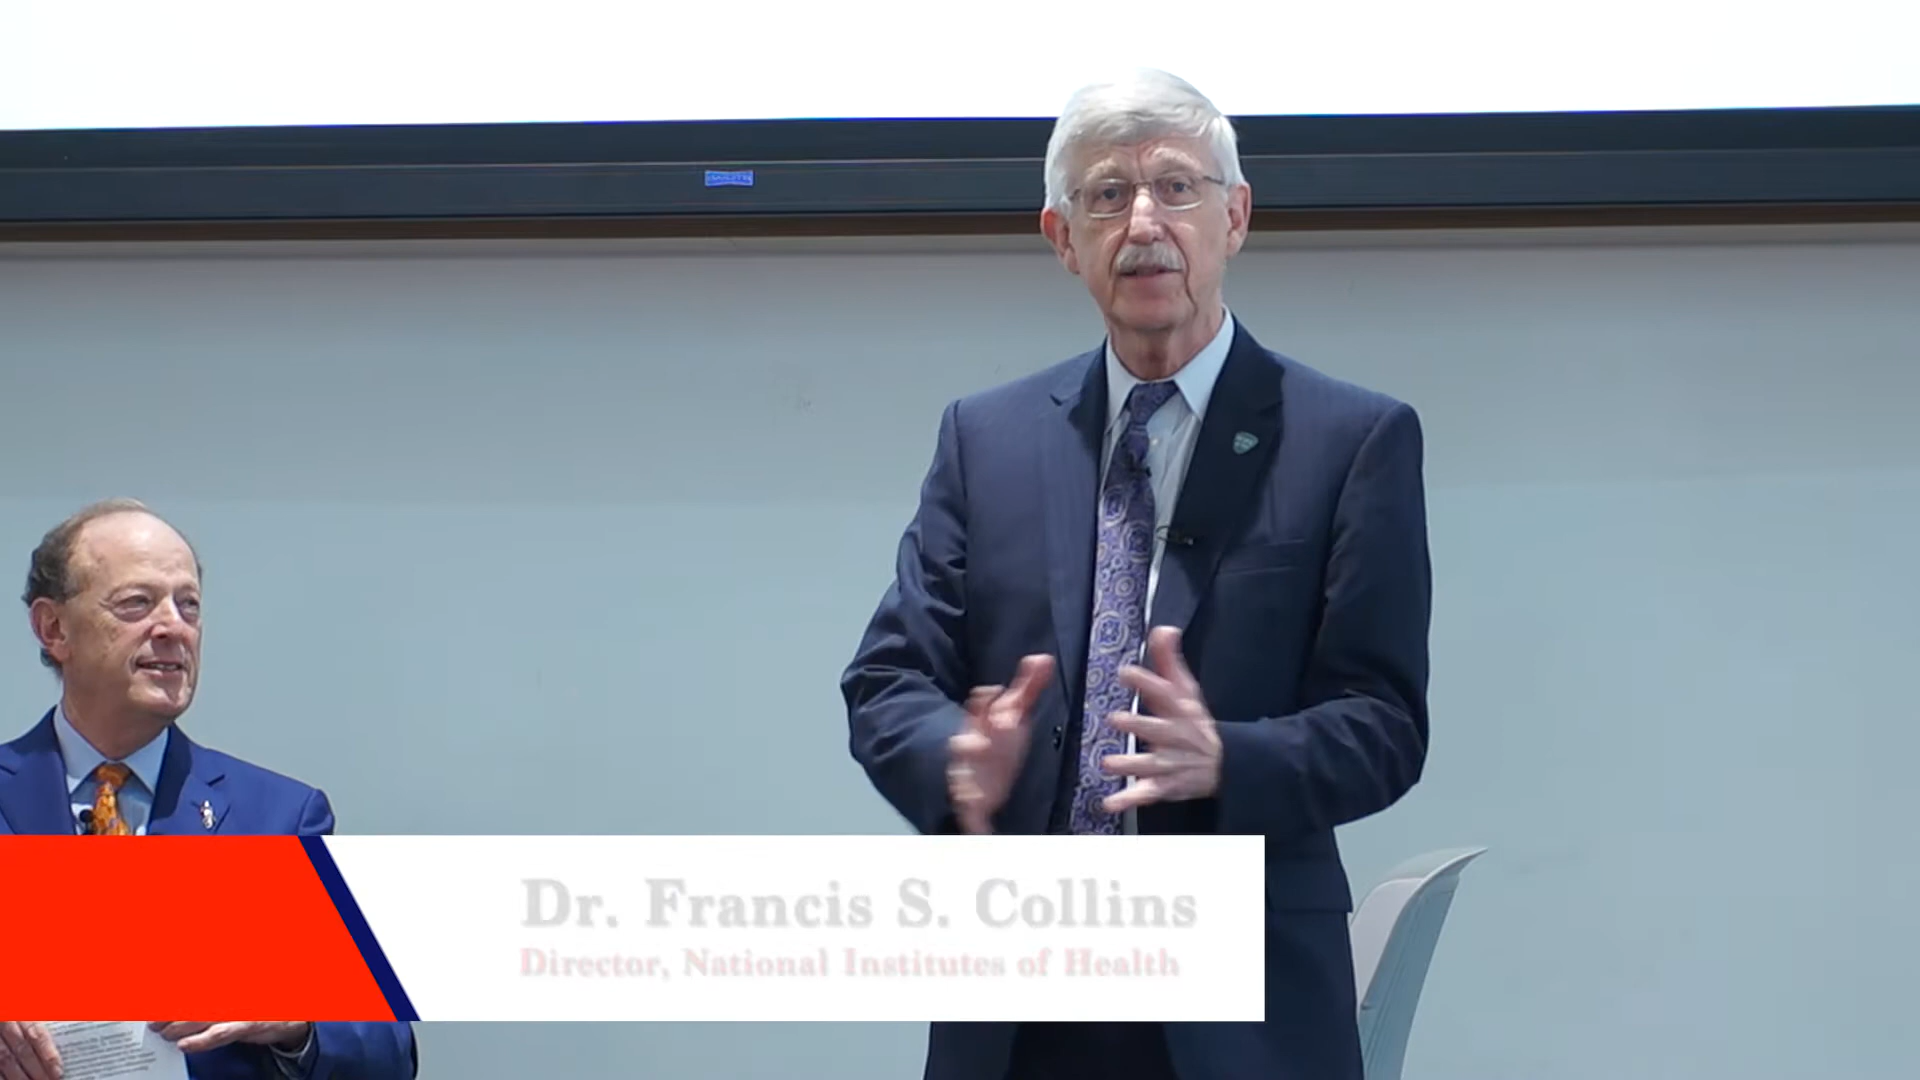 Dr. Francis S. Collins
Director, National Institutes of Health